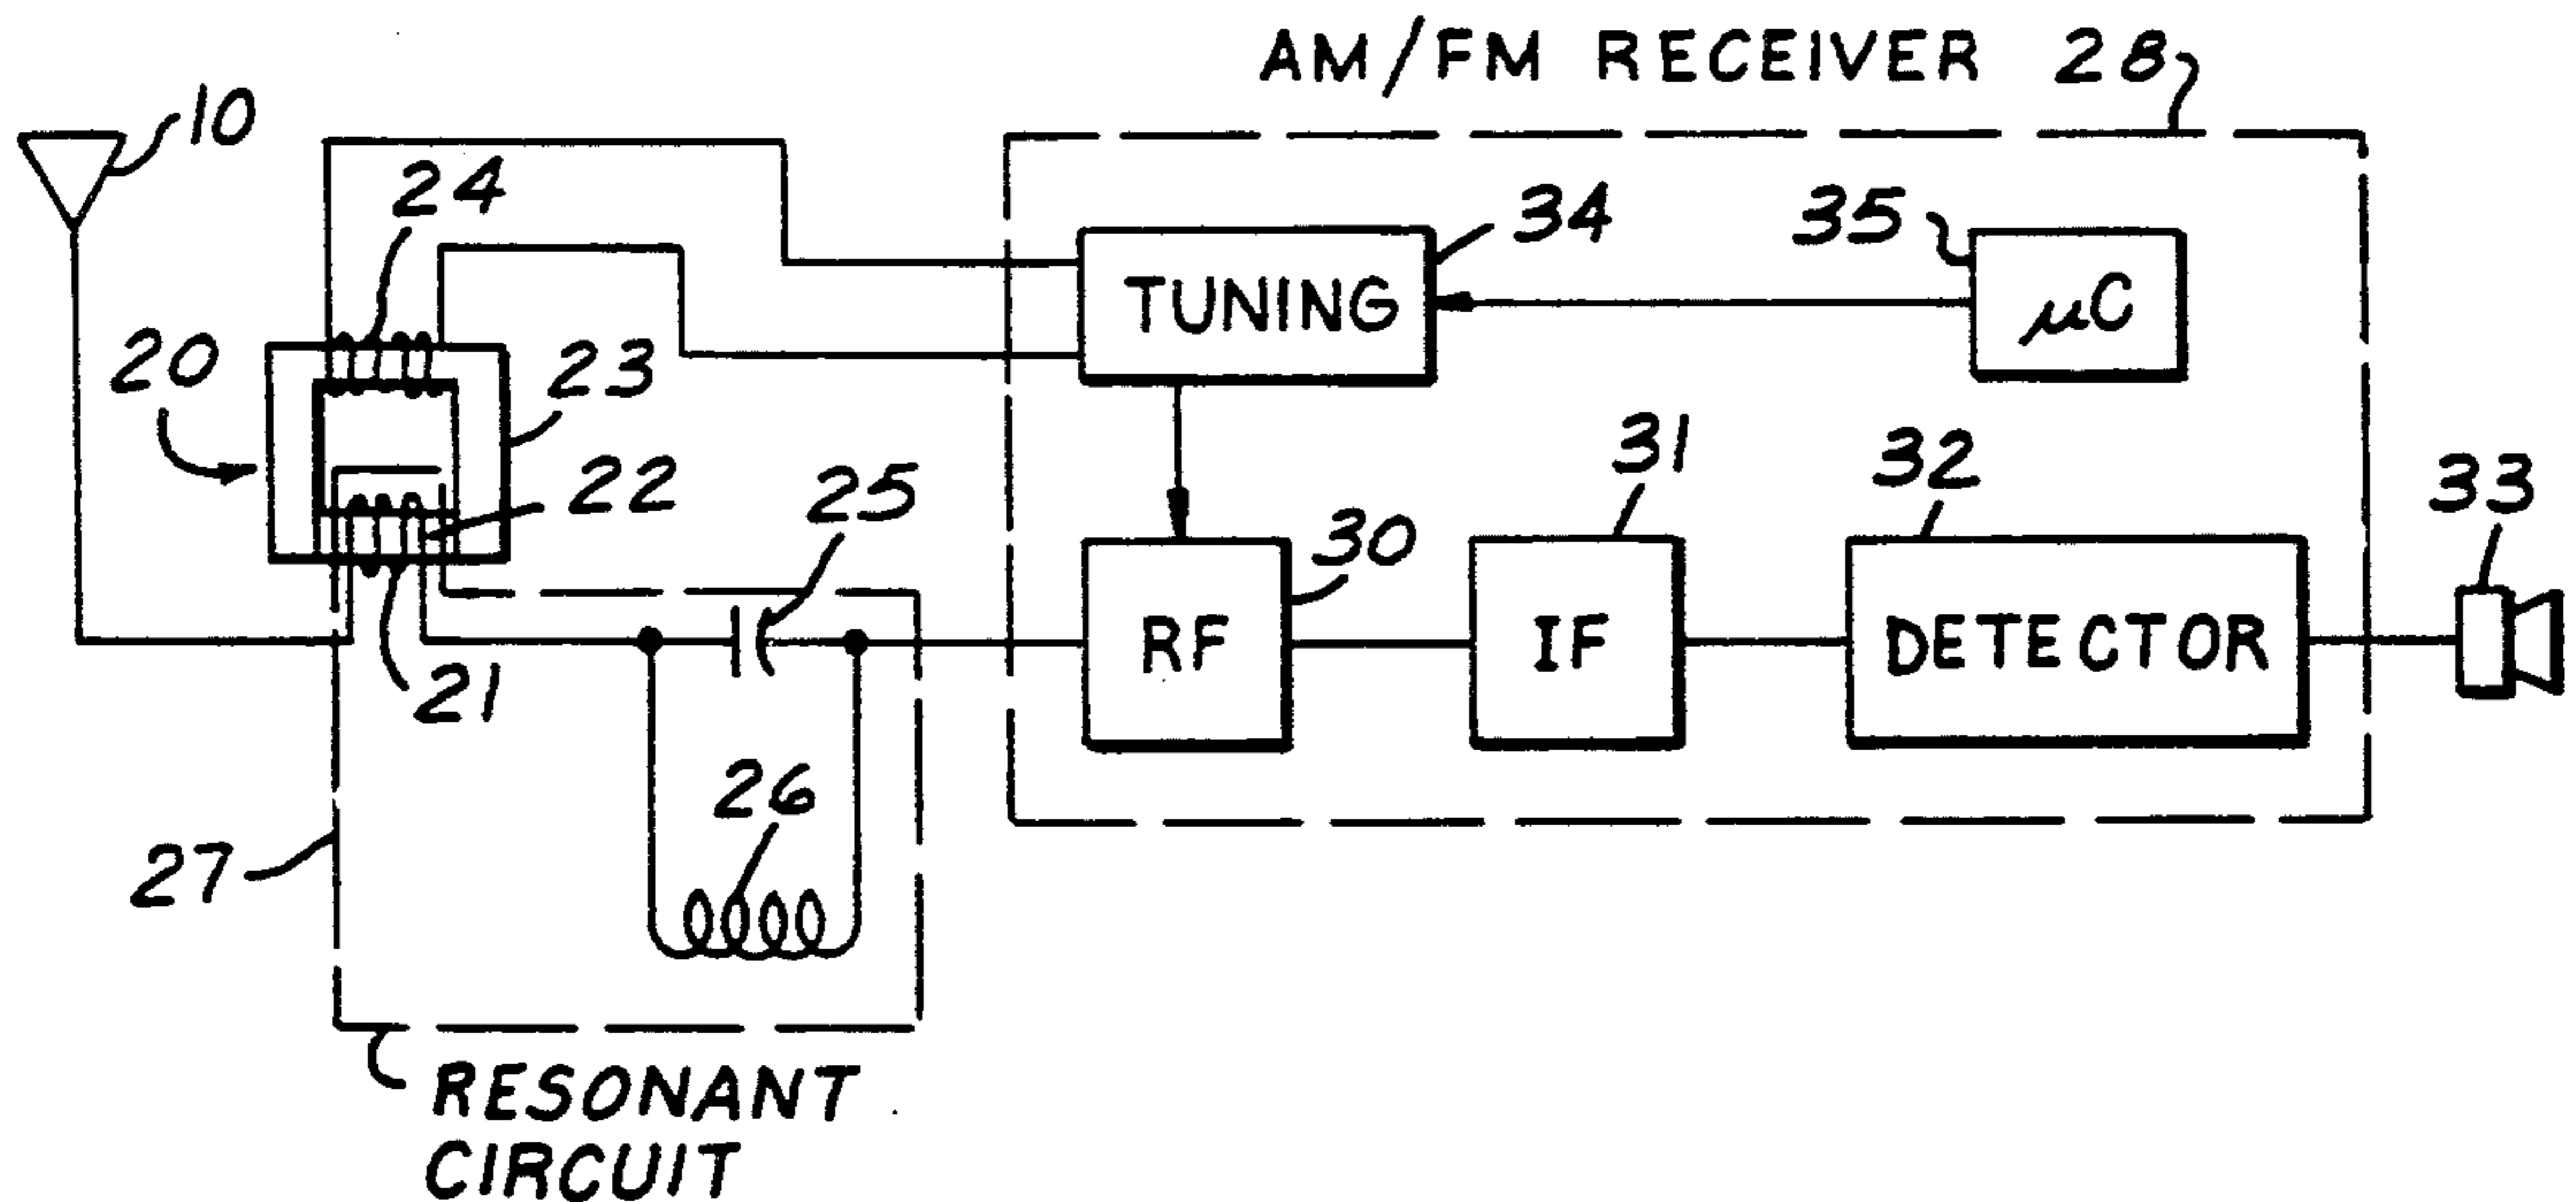 AM/FM RECEIVER 28
10
24
34
35
TUNING
μC
20
23
22
25
31
32
33
30
RF
IF
DETECTOR
21
26
27
RESONANT
CIRCUIT